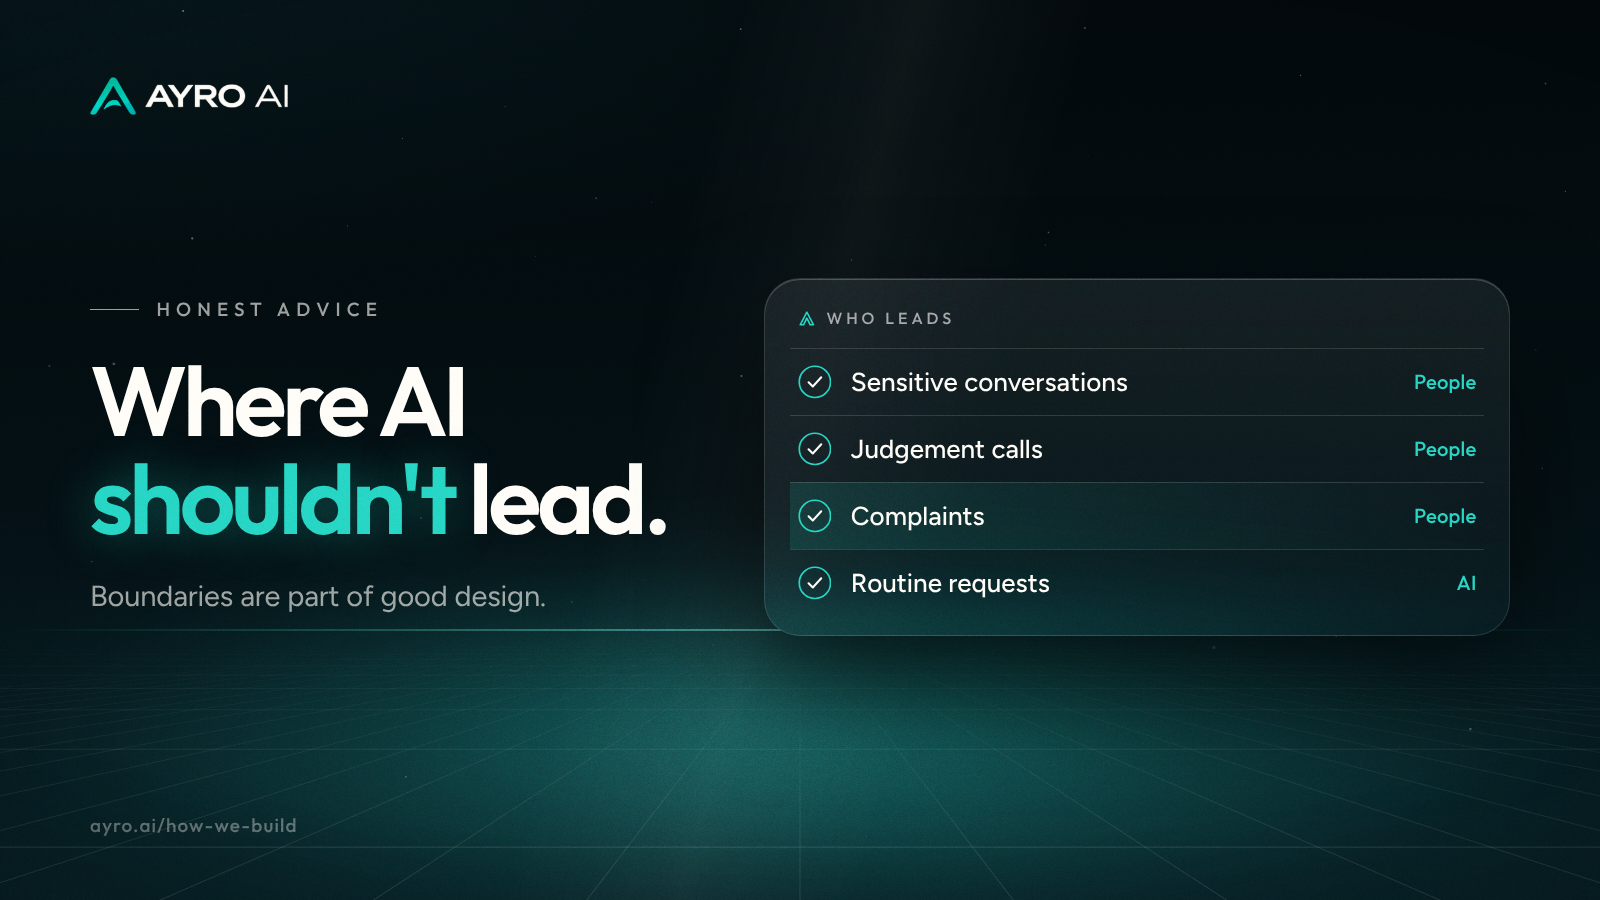 AYRO AI
HONEST ADVICE
Where AI
shouldn't lead.
Boundaries are part of good design.
WHO LEADS
Sensitive conversations People
Judgement calls People
Complaints People
Routine requests AI
ayro.ai/how-we-build